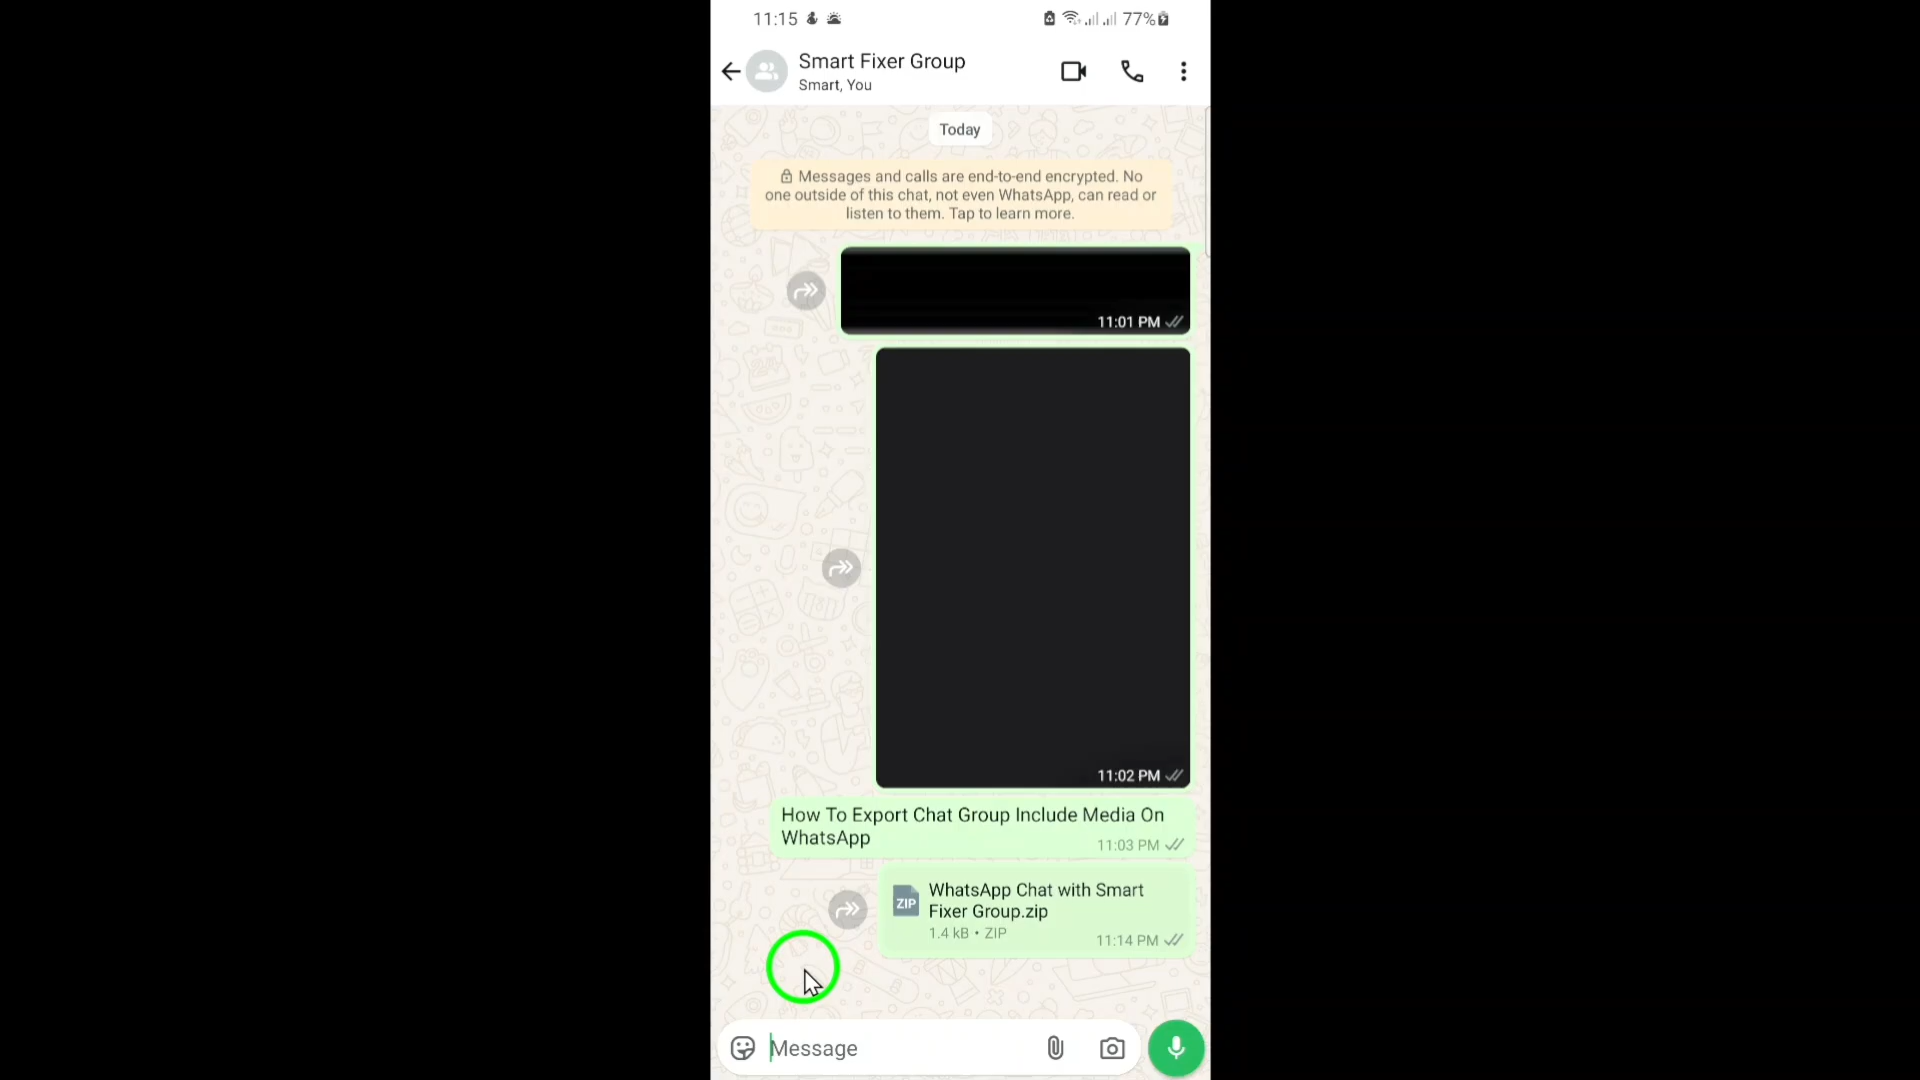 11:15
77%
Smart Fixer Group
Smart, You
Today
Messages and calls are end-to-end encrypted. No
one outside of this chat, not even WhatsApp, can read or
listen to them. Tap to learn more.
11:01 PM
11:02 PM
How To Export Chat Group Include Media On
WhatsApp
11:03 PM
WhatsApp Chat with Smart
ZIP
Fixer Group.zip
1.4 kB • ZIP
11:14 PM
Message